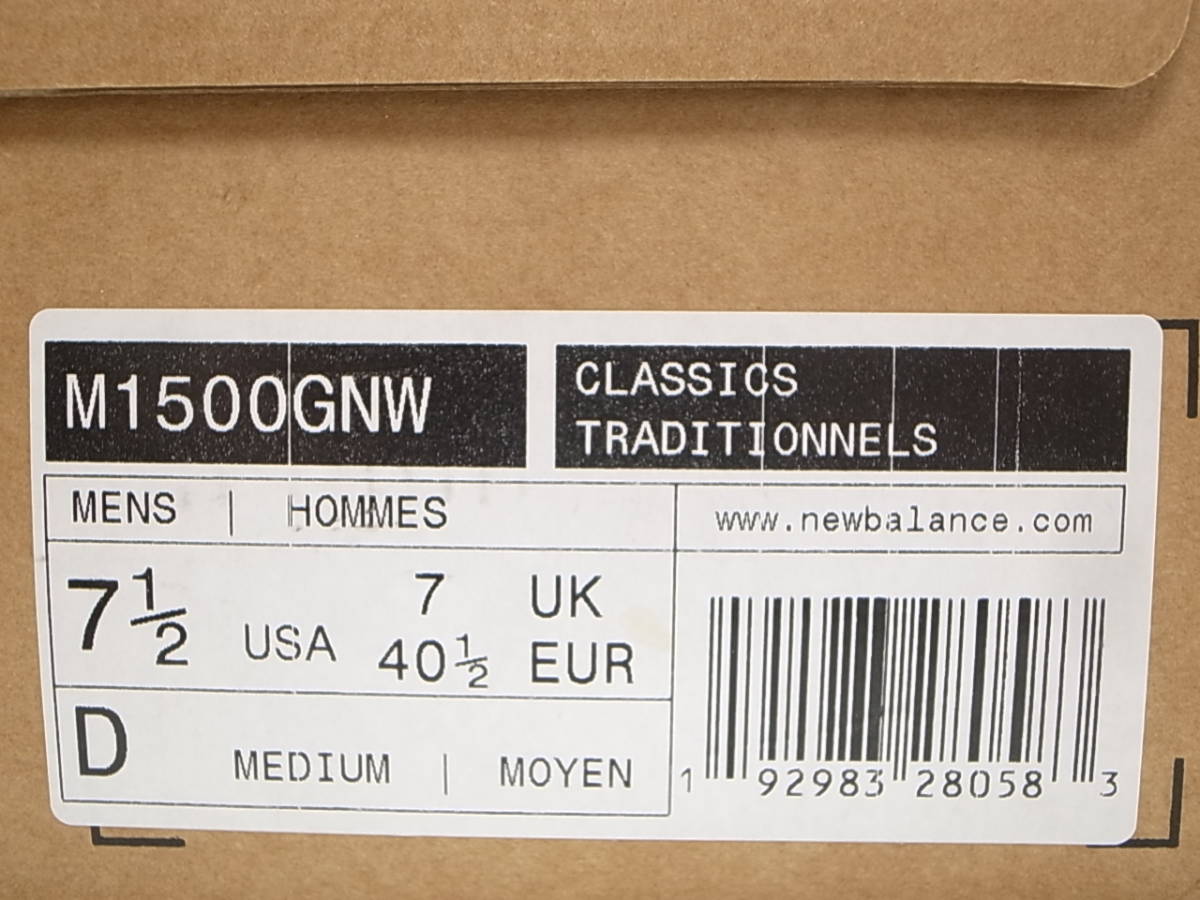 M1500GNW
CLASSICS
TRADITIONNELS
MENS | HOMMES
www.newbalance.com
7½ USA 7 UK
40½ EUR
D MEDIUM | MOYEN
1 92983 28058 3